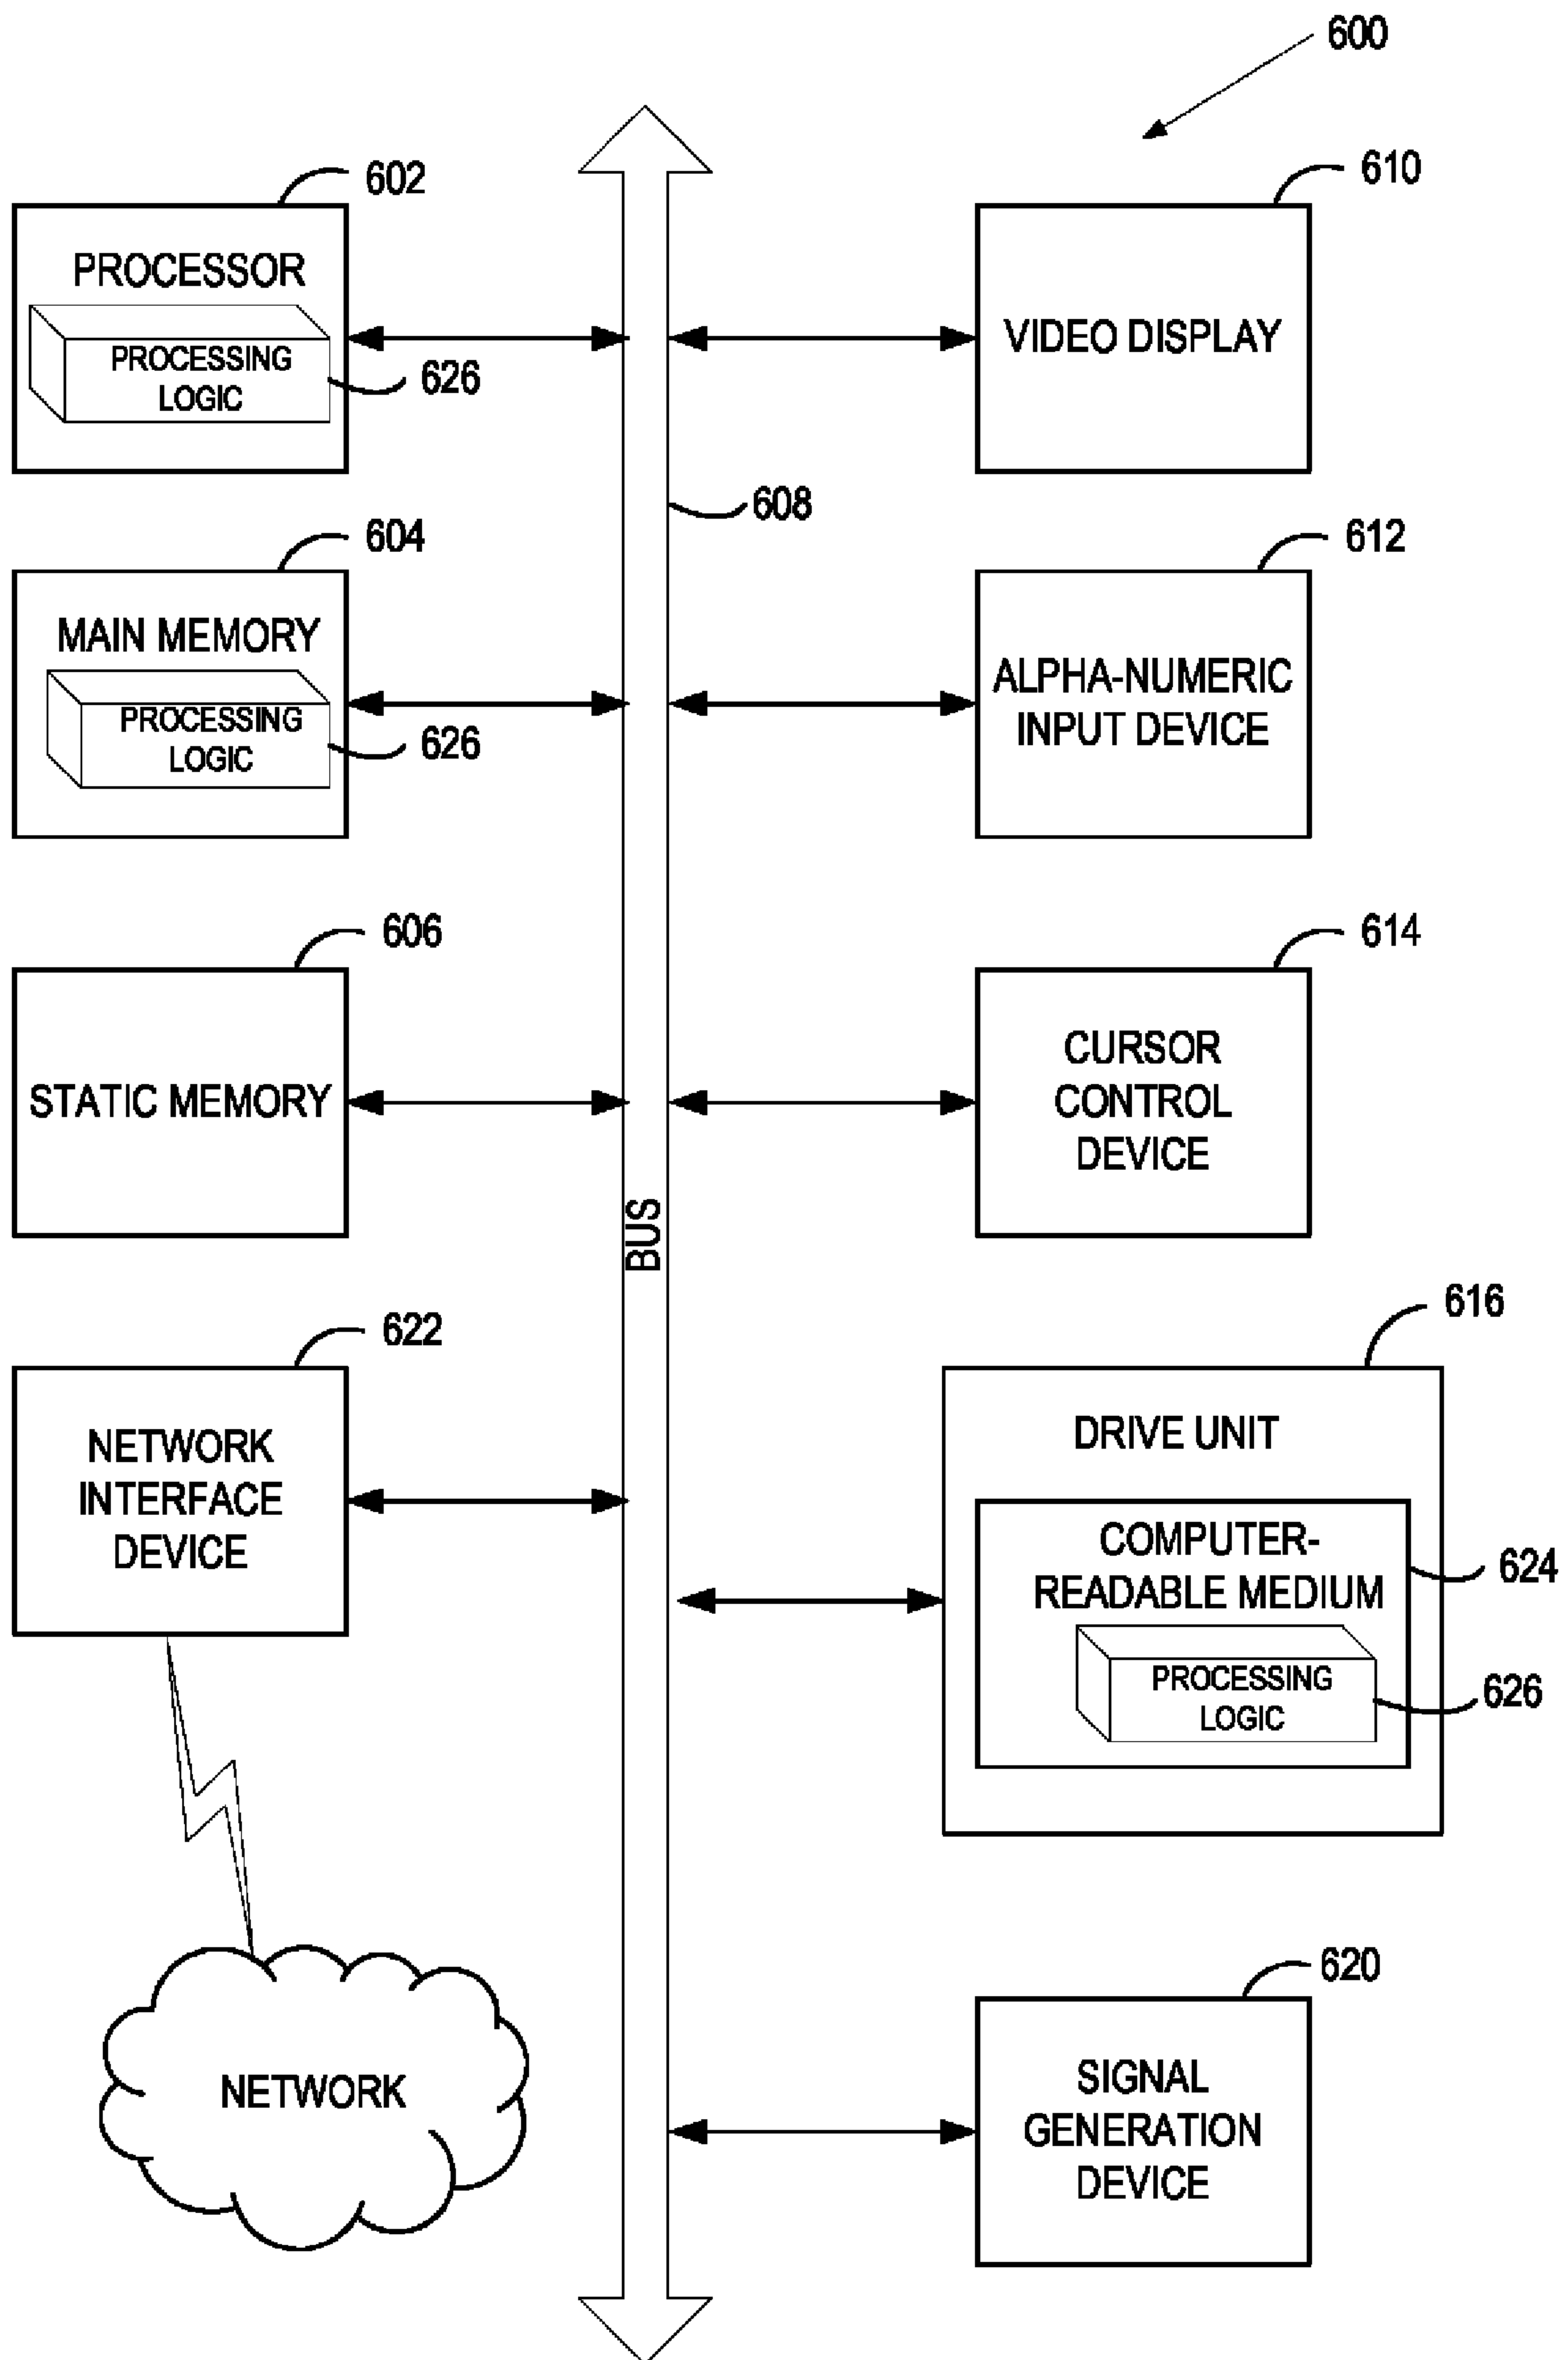 600
602
PROCESSOR
PROCESSING
LOGIC
626
610
VIDEO DISPLAY
608
604
MAIN MEMORY
PROCESSING
LOGIC
626
612
ALPHA-NUMERIC
INPUT DEVICE
606
STATIC MEMORY
614
CURSOR
CONTROL
DEVICE
BUS
622
NETWORK
INTERFACE
DEVICE
616
DRIVE UNIT
COMPUTER-
READABLE MEDIUM
624
PROCESSING
LOGIC
626
NETWORK
620
SIGNAL
GENERATION
DEVICE